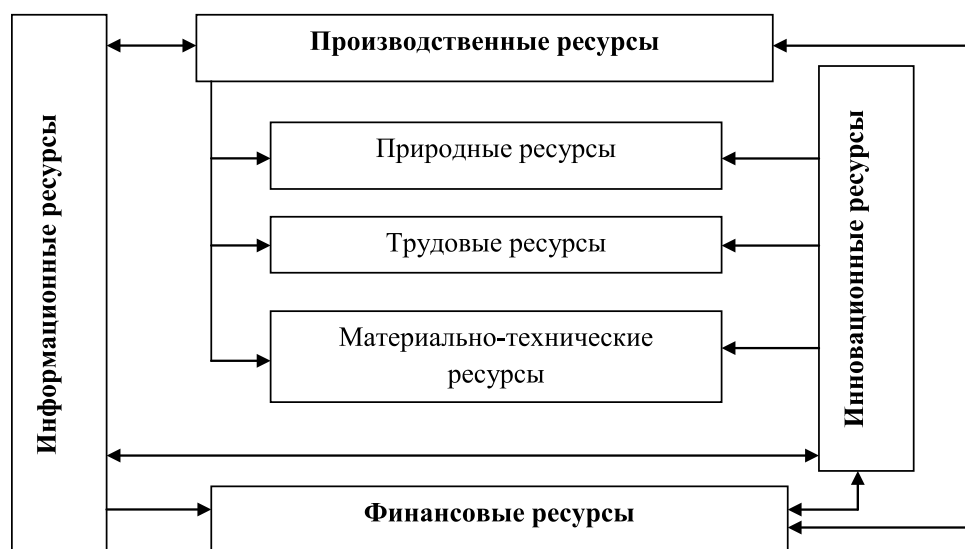 Производственные ресурсы
Информационные ресурсы
Природные ресурсы
Трудовые ресурсы
Материально-технические
ресурсы
Инновационные ресурсы
Финансовые ресурсы